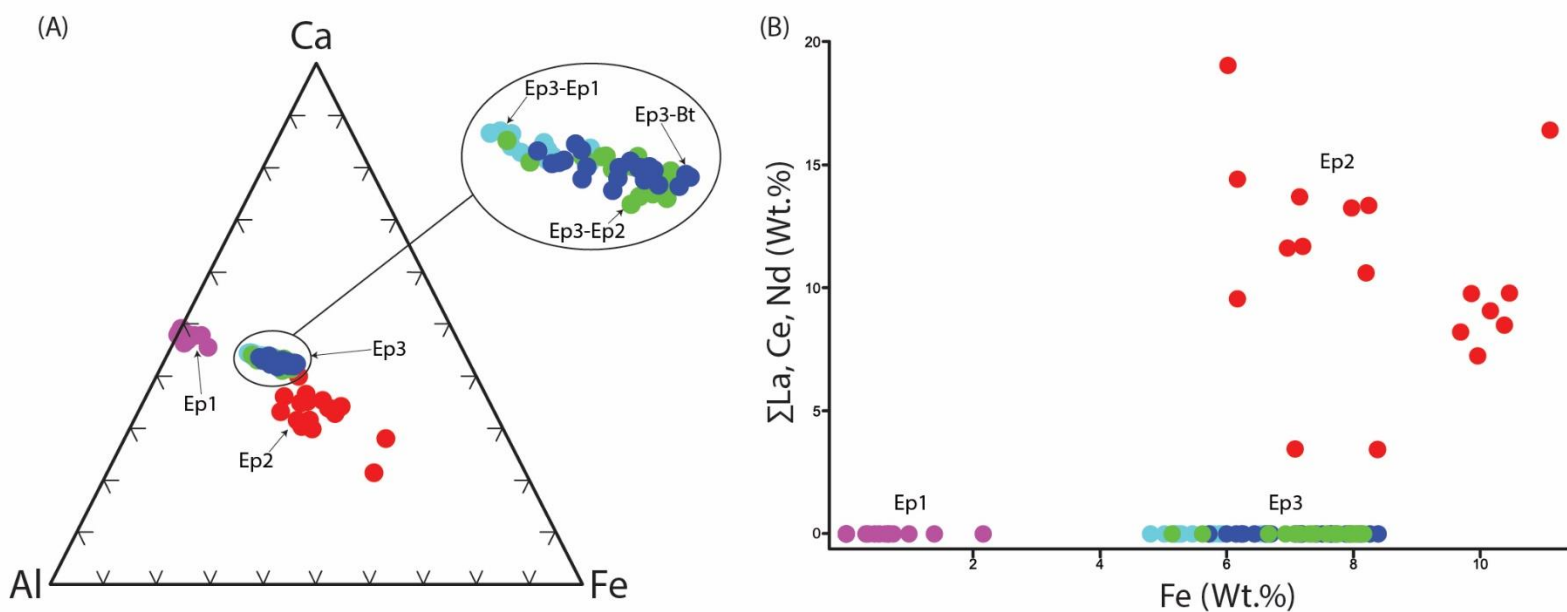 (A)
Ca
Al
Fe
Ep1
Ep2
Ep3
Ep3-Ep1
Ep3-Bt
Ep3-Ep2
(B)
∑La, Ce, Nd (Wt.%)
20
15
10
5
0
Ep2
Ep1
Ep3
2
4
6
8
10
Fe (Wt.%)